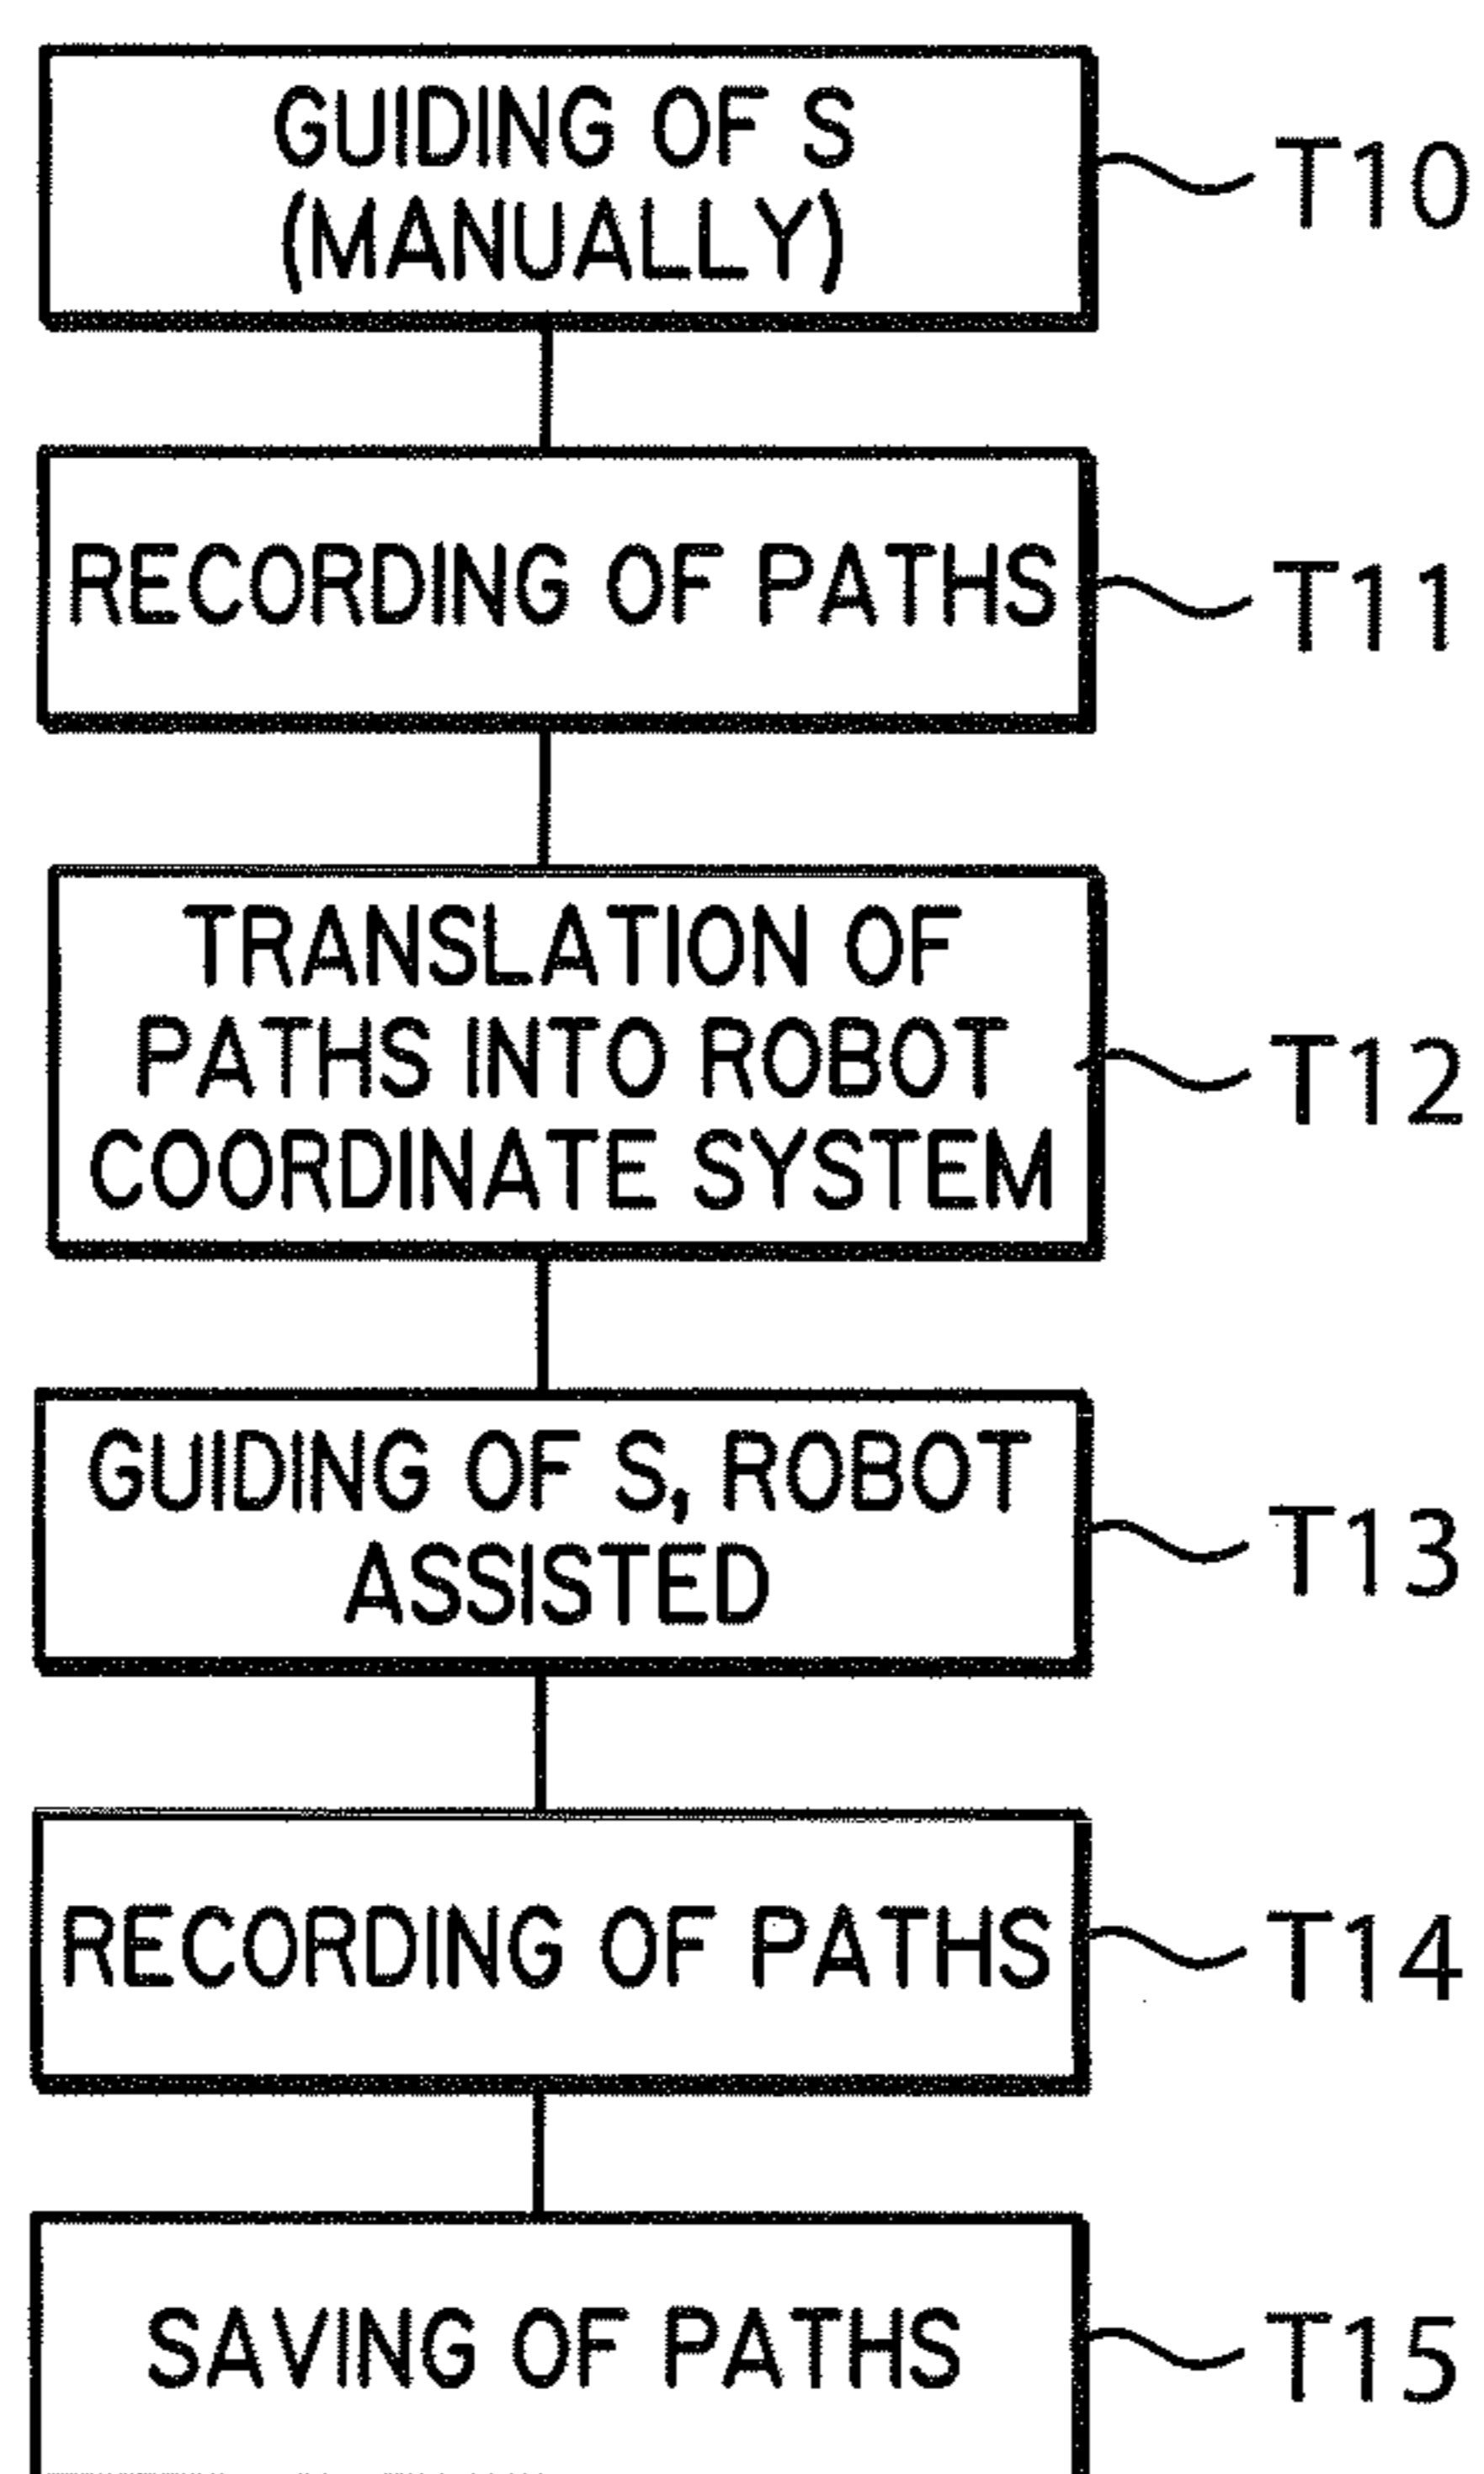 GUIDING OF S
(MANUALLY)
T10
RECORDING OF PATHS
T11
TRANSLATION OF
PATHS INTO ROBOT
COORDINATE SYSTEM
T12
GUIDING OF S, ROBOT
ASSISTED
T13
RECORDING OF PATHS
T14
SAVING OF PATHS
T15